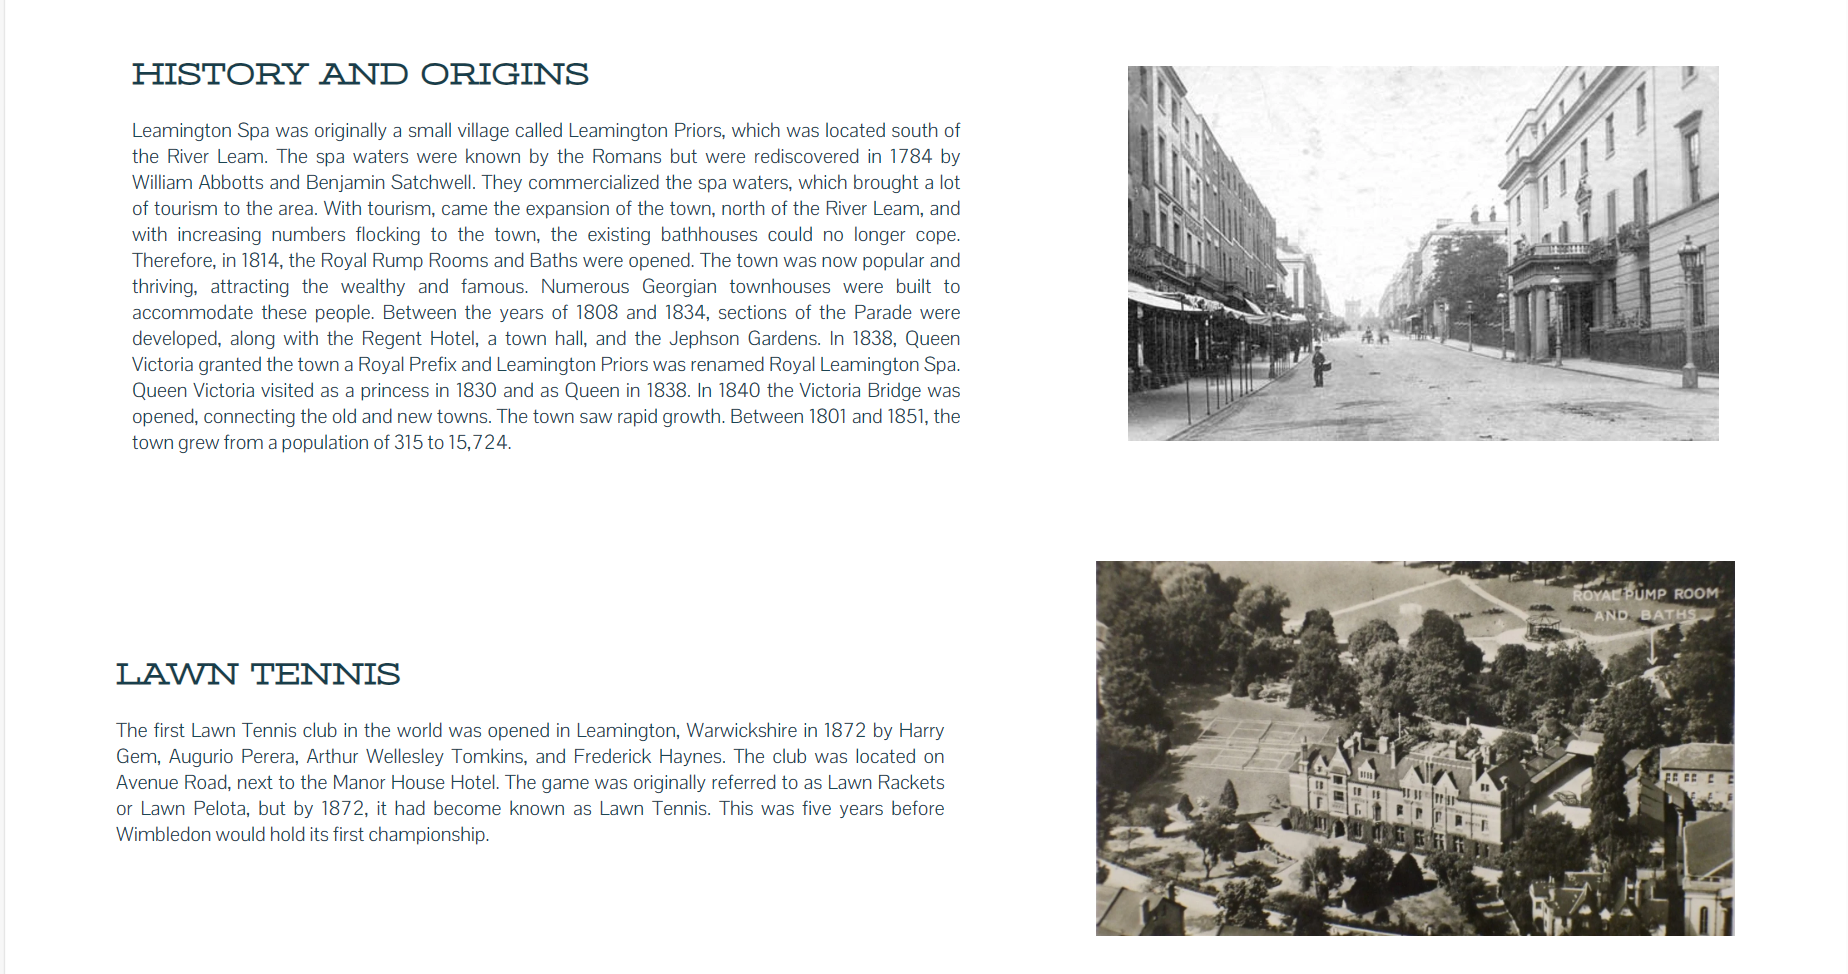 HISTORY AND ORIGINS
Leamington Spa was originally a small village called Leamington Priors, which was located south of
the River Leam. The spa waters were known by the Romans but were rediscovered in 1784 by
William Abbotts and Benjamin Satchwell. They commercialized the spa waters, which brought a lot
of tourism to the area. With tourism, came the expansion of the town, north of the River Leam, and
with increasing numbers flocking to the town, the existing bathhouses could no longer cope.
Therefore, in 1814, the Royal Rump Rooms and Baths were opened. The town was now popular and
thriving, attracting the wealthy and famous. Numerous Georgian townhouses were built to
accommodate these people. Between the years of 1808 and 1834, sections of the Parade were
developed, along with the Regent Hotel, a town hall, and the Jephson Gardens. In 1838, Queen
Victoria granted the town a Royal Prefix and Leamington Priors was renamed Royal Leamington Spa.
Queen Victoria visited as a princess in 1830 and as Queen in 1838. In 1840 the Victoria Bridge was
opened, connecting the old and new towns. The town saw rapid growth. Between 1801 and 1851, the
town grew from a population of 315 to 15,724.
ROYAL PUMP ROOM
AND BATHS
LAWN TENNIS
The first Lawn Tennis club in the world was opened in Leamington, Warwickshire in 1872 by Harry
Gem, Augurio Perera, Arthur Wellesley Tomkins, and Frederick Haynes. The club was located on
Avenue Road, next to the Manor House Hotel. The game was originally referred to as Lawn Rackets
or Lawn Pelota, but by 1872, it had become known as Lawn Tennis. This was five years before
Wimbledon would hold its first championship.